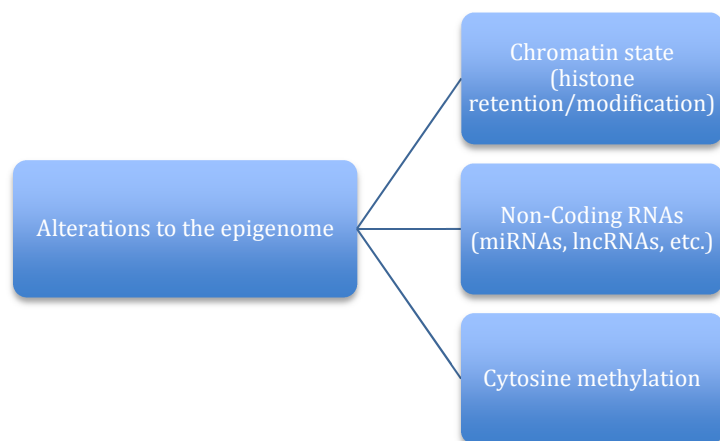 Chromatin state
(histone
retention/modification)
Alterations to the epigenome
Non-Coding RNAs
(miRNAs, lncRNAs, etc.)
Cytosine methylation